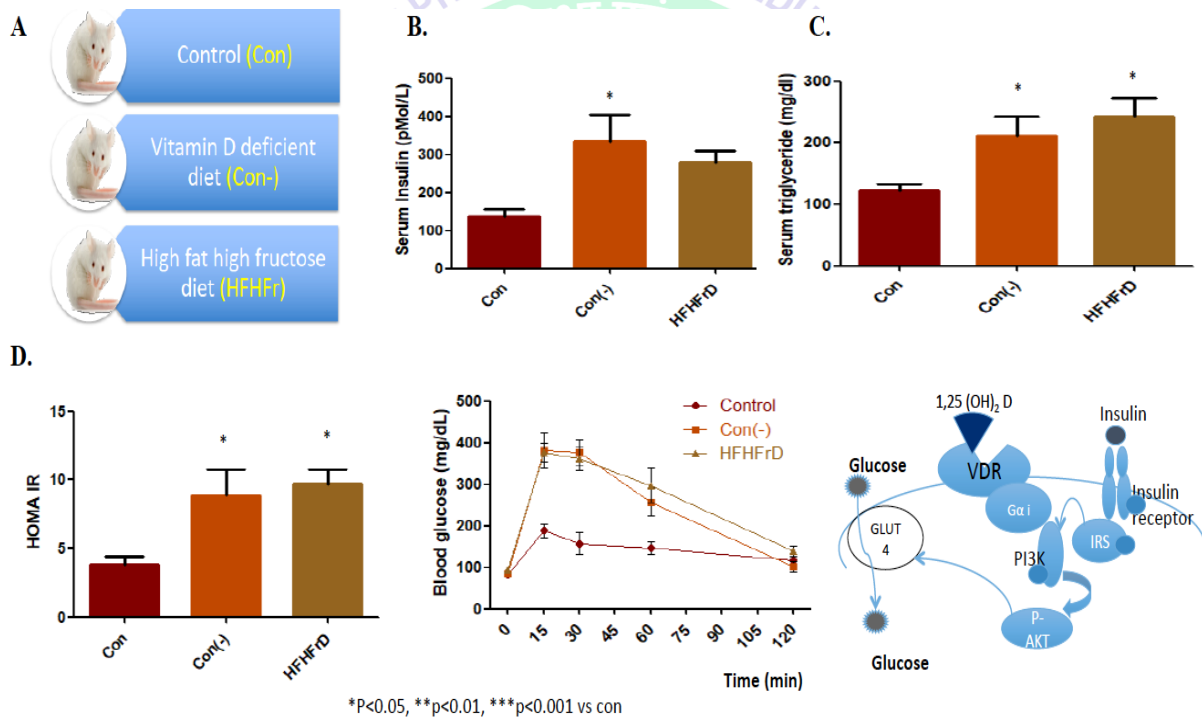 A
Control (Con)
Vitamin D deficient
diet (Con-)
High fat high fructose
diet (HFHFr)
B.
Serum Insulin (pMol/L)
500
400
300
200
100
0
*
Con
Con(-)
HFHFrD
C.
Serum triglyceride (mg/dl)
300
200
100
0
*
*
Con
Con(-)
HFHFrD
D.
HOMA IR
15
10
5
0
*
*
Con
Con(-)
HFHFrD
Blood glucose (mg/dL)
500
400
300
200
100
0
Control
Con(-)
HFHFrD
0
15
30
45
60
75
90
105
120
Time (min)
1,25 (OH)₂ D
VDR
Gα i
Insulin
Insulin
receptor
IRS
PI3K
P-
AKT
Glucose
GLUT
4
Glucose
*P<0.05, **p<0.01, ***p<0.001 vs con